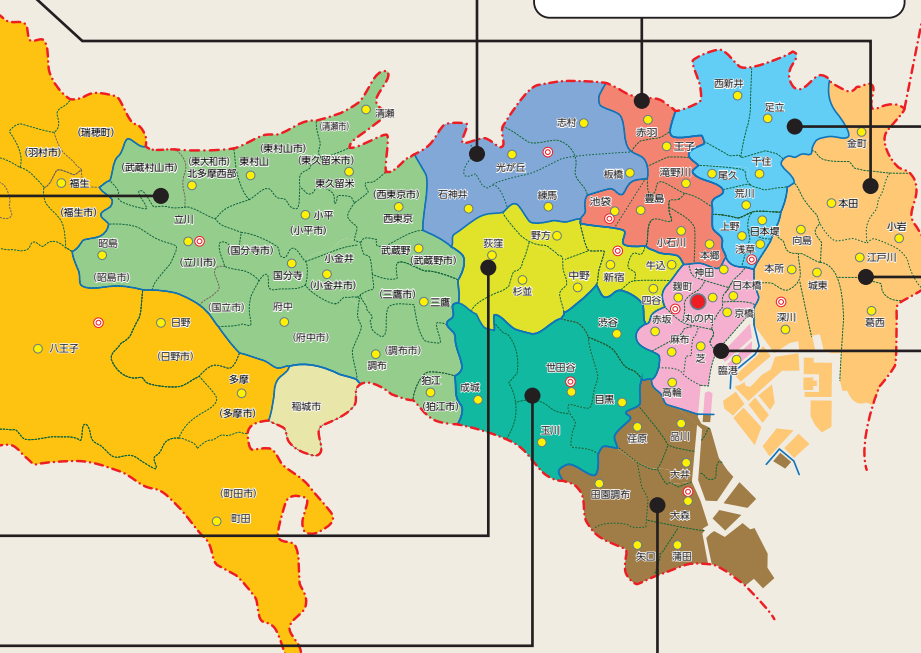 西新井
足立
清瀬
(清瀬市)
志村
赤羽
(瑞穂町)
金町
(羽村市)
(東村山市)
王子
(東大和市)
東村山
(東久留米市)
(武蔵村山市)
北多摩西部
光が丘
千住
板橋
滝野川
尾久
福生
東久留米
石神井
練馬
荒川
(西東京市)
池袋
豊島
本田
(福生市)
立川
小平
西東京
上野
日本堤
小岩
(小平市)
荻窪
野方
小石川
向島
昭島
武蔵野
本郷
浅草
(国分寺市)
小金井
(武蔵野市)
江戸川
(立川市)
牛込
神田
本所
(昭島市)
国分寺
(小金井市)
中野
新宿
麹町
日本橋
城東
杉並
(三鷹市)
三鷹
四谷
(国立市)
府中
京橋
赤坂
丸の内
深川
日野
渋谷
葛西
(府中市)
麻布
八王子
(日野市)
(調布市)
芝
調布
世田谷
臨港
多摩
狛江
成城
高輪
稲城市
(狛江市)
目黒
(多摩市)
玉川
荏原
品川
大井
(町田市)
田園調布
町田
大森
矢口
蒲田